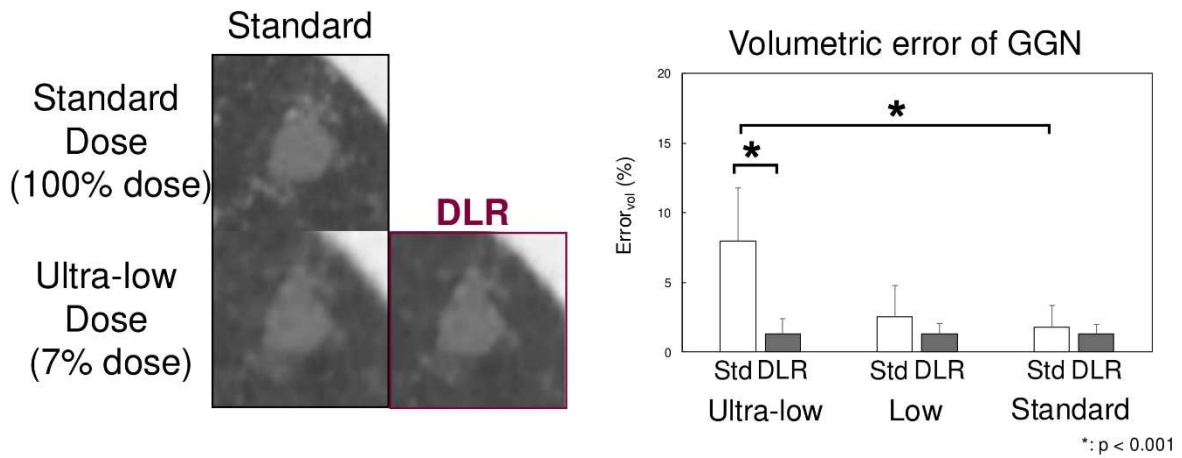 Standard
Standard
Dose
(100% dose)
DLR
Ultra-low
Dose
(7% dose)
Volumetric error of GGN
20
15
10
5
0
Error_vol (%)
*
*
Std DLR Std DLR Std DLR
Ultra-low Low Standard
*: p < 0.001